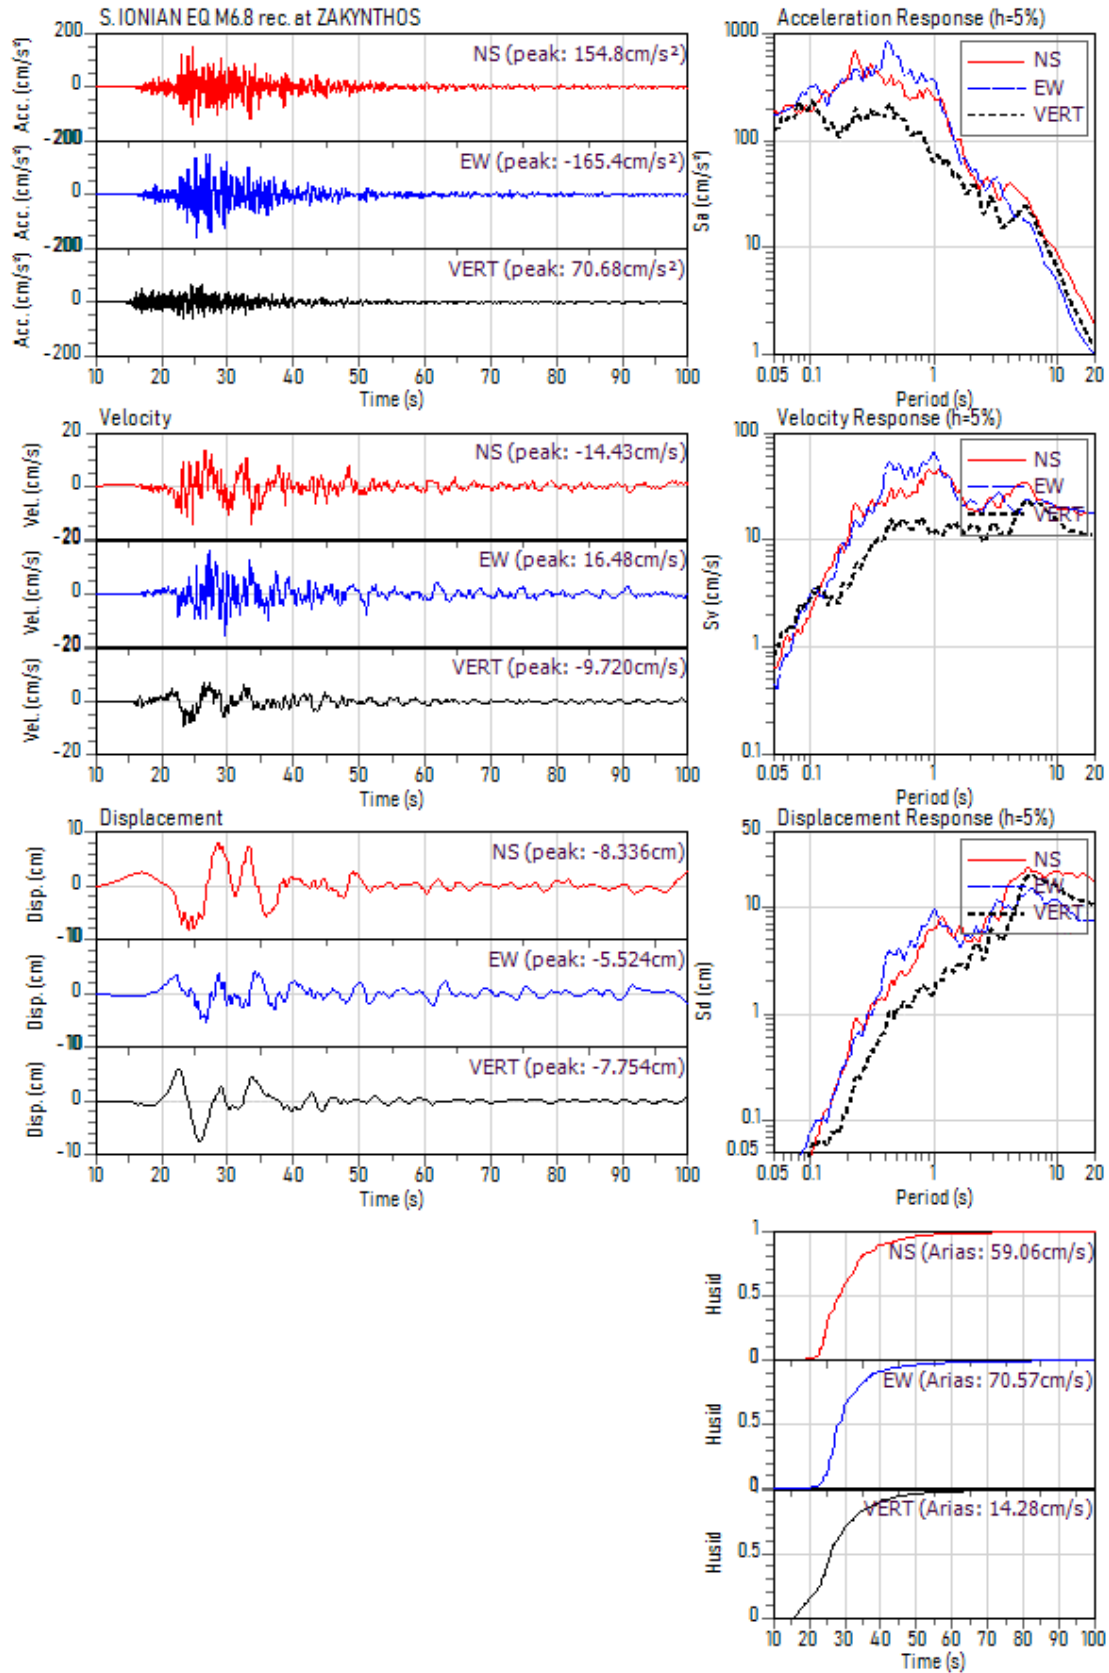 S. IONIAN EQ M6.8 rec. at ZAKYNTHOS
200
0
-200
Acc. (cm/s²)
NS (peak: 154.8cm/s²)
0
-200
Acc. (cm/s²)
EW (peak: -165.4cm/s²)
200
0
-200
Acc. (cm/s²)
VERT (peak: 70.68cm/s²)
10 20 30 40 50 60 70 80 90 100
Time (s)
Acceleration Response (h=5%)
1000
100
10
1
Sa (cm/s²)
NS
EW
VERT
0.05 0.1 1 10 20
Period (s)
Velocity
20
0
-20
Vel. (cm/s)
NS (peak: -14.43cm/s)
0
-20
Vel. (cm/s)
EW (peak: 16.48cm/s)
0
-20
Vel. (cm/s)
VERT (peak: -9.720cm/s)
10 20 30 40 50 60 70 80 90 100
Time (s)
Velocity Response (h=5%)
100
10
1
0.1
Sv (cm/s)
NS
EW
VERT
0.05 0.1 1 10 20
Period (s)
Displacement
10
0
-10
Disp. (cm)
NS (peak: -8.336cm)
0
-10
Disp. (cm)
EW (peak: -5.524cm)
0
-10
Disp. (cm)
VERT (peak: -7.754cm)
10 20 30 40 50 60 70 80 90 100
Time (s)
Displacement Response (h=5%)
50
10
1
0.1
0.05
Sd (cm)
NS
EW
VERT
0.05 0.1 1 10 20
Period (s)
1
0.5
0
Husid
NS (Arias: 59.06cm/s)
0.5
0
Husid
EW (Arias: 70.57cm/s)
0.5
0
Husid
VERT (Arias: 14.28cm/s)
10 20 30 40 50 60 70 80 90 100
Time (s)